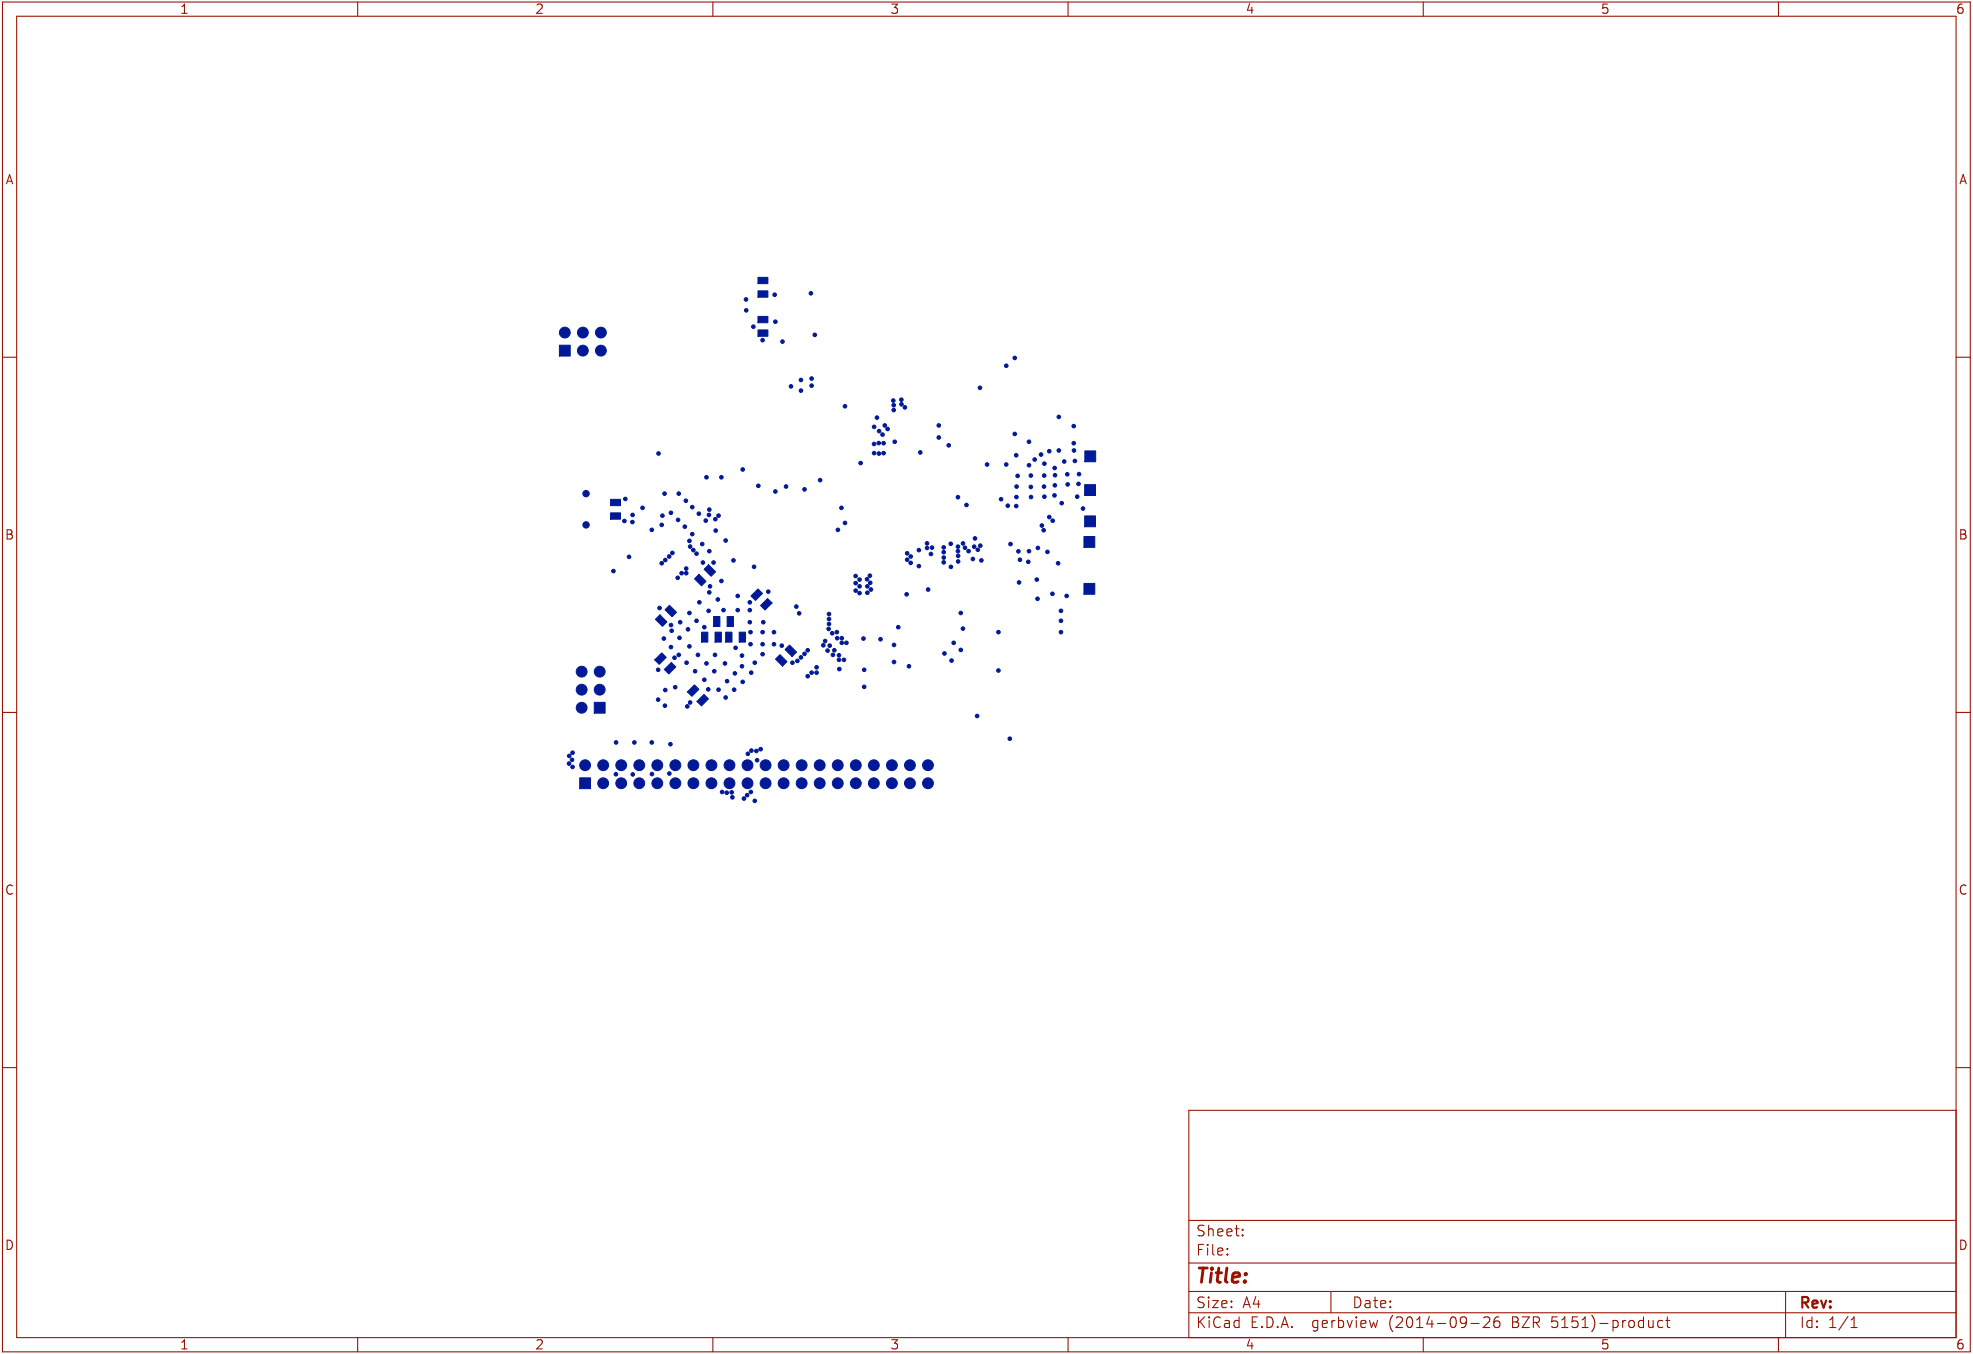 1 2 3 4 5 6
A A
B B
C C
D D
Sheet:
File:
Title:
Size: A4 Date: Rev:
KiCad E.D.A. gerbview (2014-09-26 BZR 5151)-product Id: 1/1
1 2 3 4 5 6